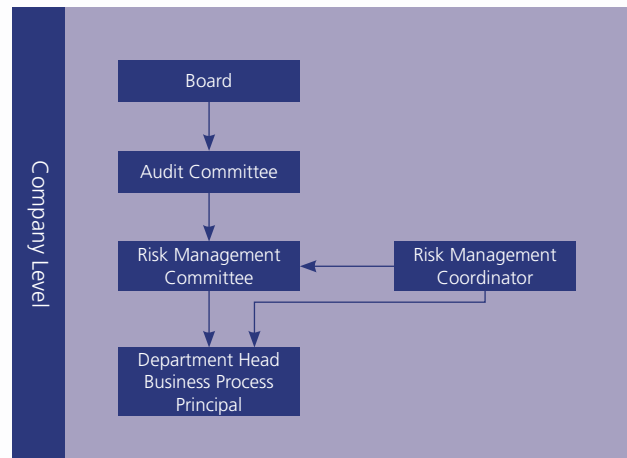 Company Level
Board
Audit Committee
Risk Management
Committee
Risk Management
Coordinator
Department Head
Business Process
Principal